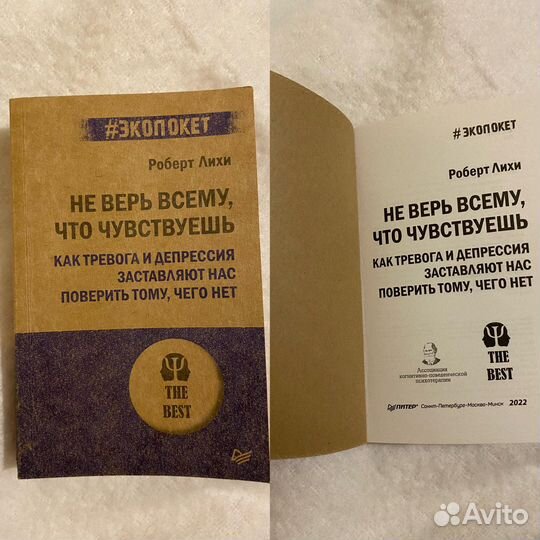 #ЭКОПОКЕТ
Роберт Лихи
НЕ ВЕРЬ ВСЕМУ,
ЧТО ЧУВСТВУЕШЬ
КАК ТРЕВОГА И ДЕПРЕССИЯ
ЗАСТАВЛЯЮТ НАС
ПОВЕРИТЬ ТОМУ, ЧЕГО НЕТ
THE
BEST
#ЭКОПОКЕТ
Роберт Лихи
НЕ ВЕРЬ ВСЕМУ,
ЧТО ЧУВСТВУЕШЬ
КАК ТРЕВОГА И ДЕПРЕССИЯ
ЗАСТАВЛЯЮТ НАС
ПОВЕРИТЬ ТОМУ, ЧЕГО НЕТ
Ассоциация
когнитивно-поведенческой
психотерапии
THE
BEST
ПИТЕР Санкт-Петербург•Москва•Минск 2022
Avito